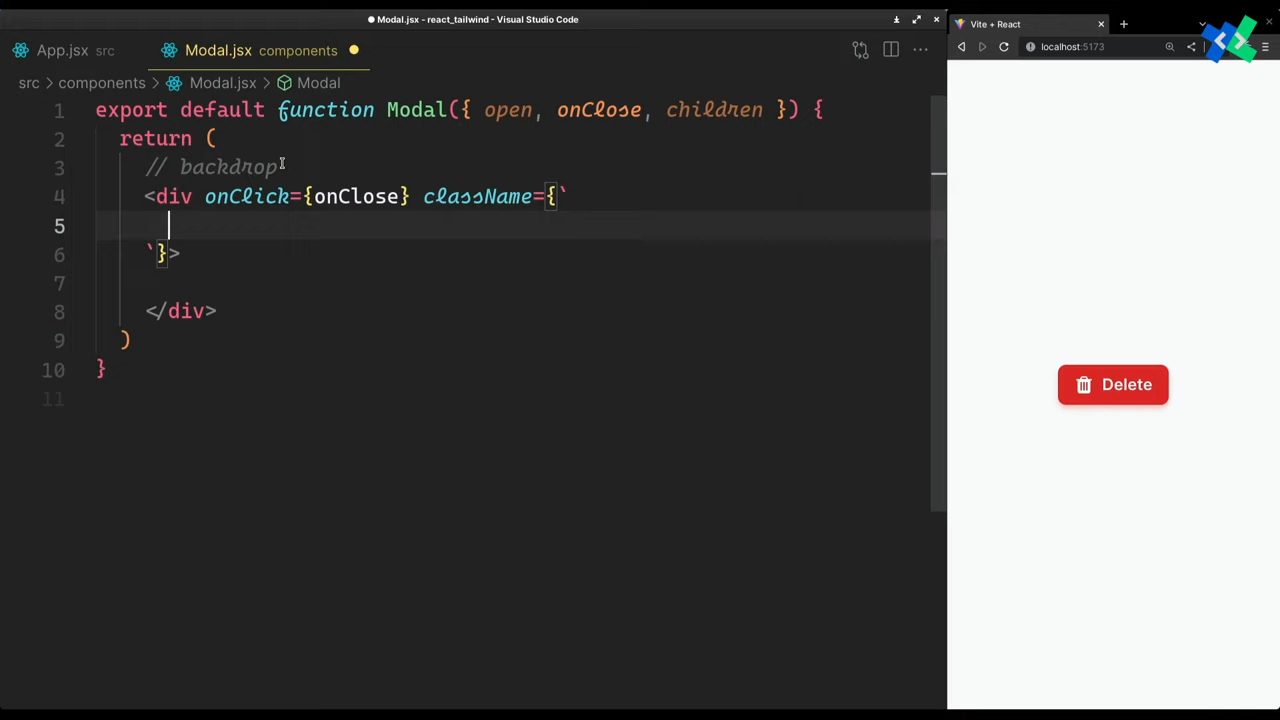 Modal.jsx - react_tailwind - Visual Studio Code
App.jsx src Modal.jsx components
src > components > Modal.jsx > Modal
1 export default function Modal({ open, onClose, children }) {
2 return (
3 // backdrop
4 <div onClick={onClose} className={`
5
6 `}>
7
8 </div>
9 )
10 }
11
Vite + React
localhost:5173
Delete